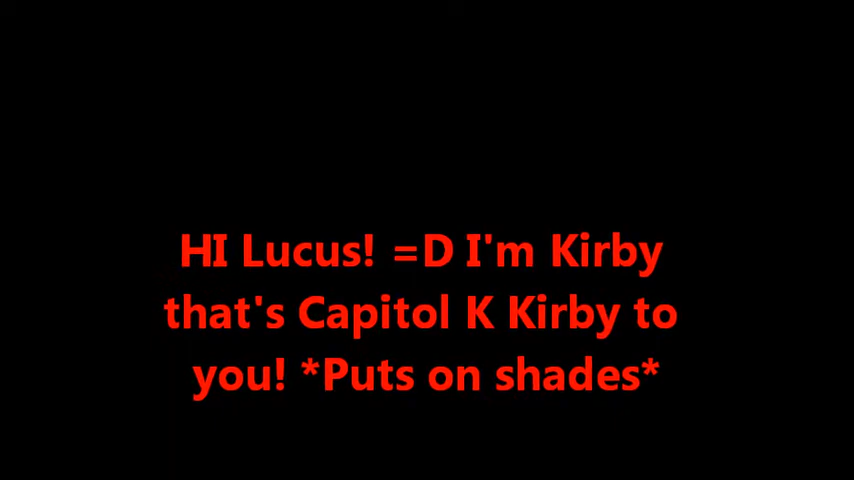 HI Lucus! =D I'm Kirby
that's Capitol K Kirby to
you! *Puts on shades*